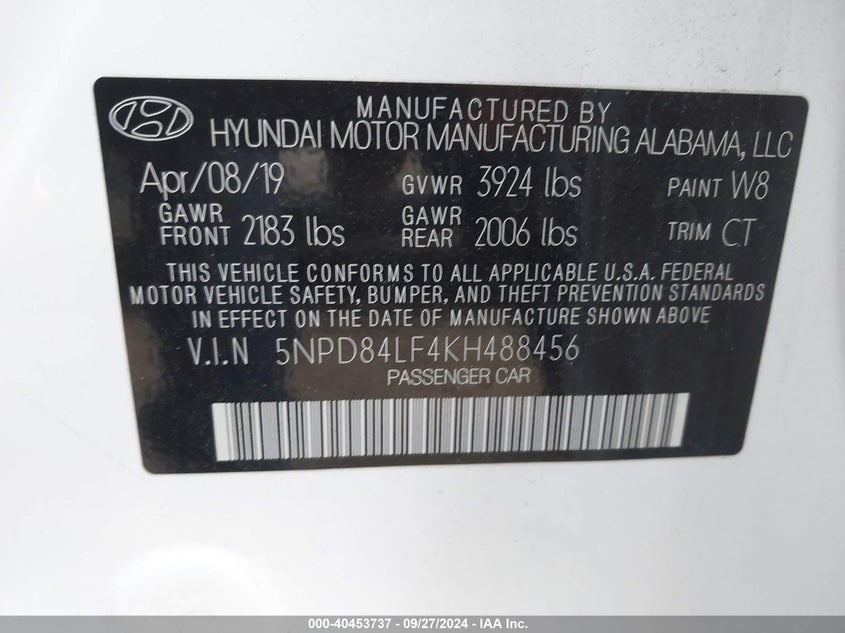 MANUFACTURED BY
HYUNDAI MOTOR MANUFACTURING ALABAMA, LLC
Apr/08/19 GVWR 3924 lbs PAINT W8
GAWR FRONT 2183 lbs GAWR REAR 2006 lbs TRIM CT
THIS VEHICLE CONFORMS TO ALL APPLICABLE U.S.A. FEDERAL
MOTOR VEHICLE SAFETY, BUMPER, AND THEFT PREVENTION STANDARDS
IN EFFECT ON THE DATE OF MANUFACTURE SHOWN ABOVE
V.I.N 5NPD84LF4KH488456
PASSENGER CAR
000-40453737 - 09/27/2024 - IAAI.com